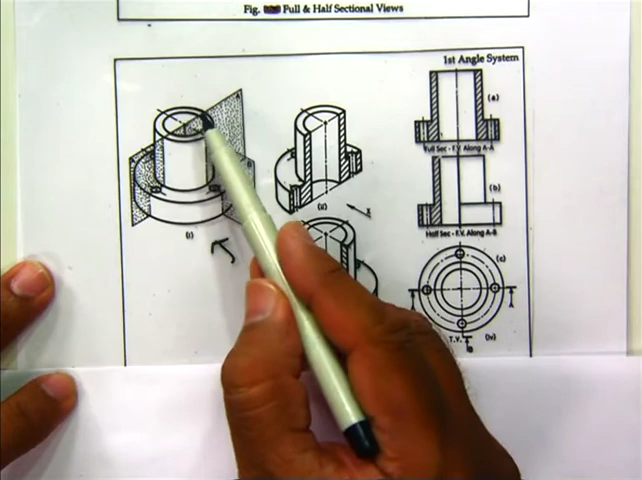 Fig. Full & Half Sectional Views
1st Angle System
(a)
Full Sec - F.V. Along A-A
(b)
Half Sec - F.V. Along A-B
(i)
(ii)
X
(c)
A
(iv)
T.V.
B